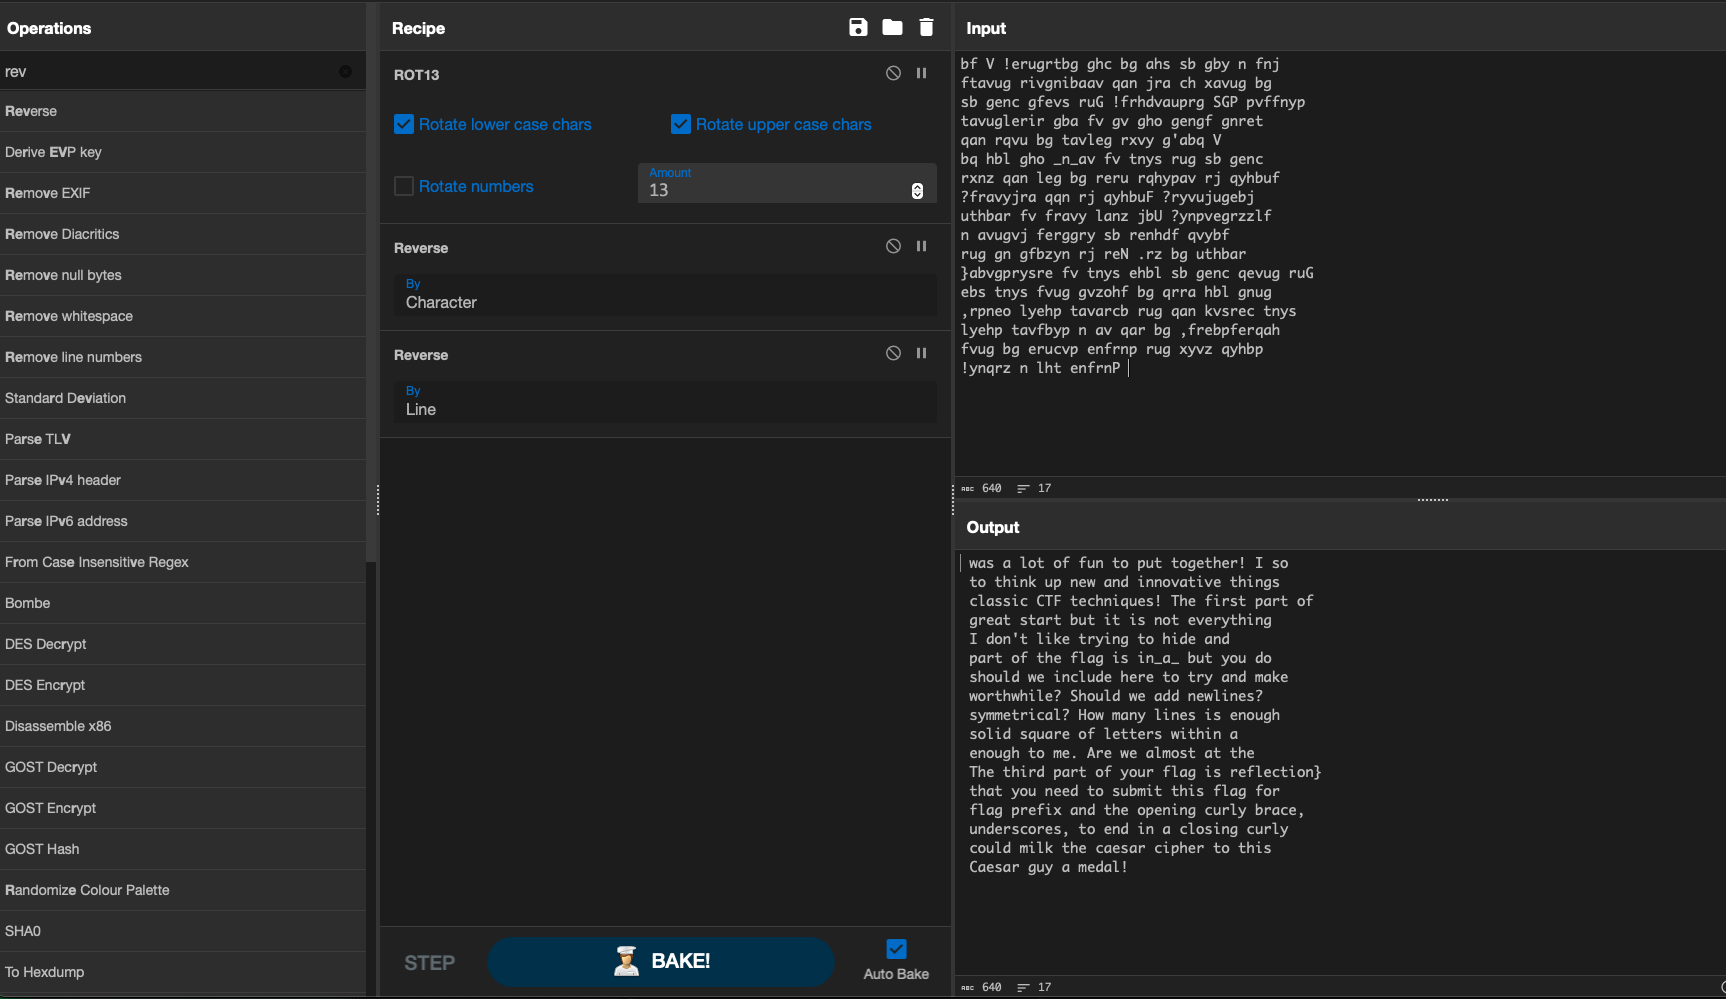 Operations
rev
Reverse
Derive EVP key
Remove EXIF
Remove Diacritics
Remove null bytes
Remove whitespace
Remove line numbers
Standard Deviation
Parse TLV
Parse IPv4 header
Parse IPv6 address
From Case Insensitive Regex
Bombe
DES Decrypt
DES Encrypt
Disassemble x86
GOST Decrypt
GOST Encrypt
GOST Hash
Randomize Colour Palette
SHA0
To Hexdump
Recipe
ROT13
Rotate lower case chars
Rotate upper case chars
Rotate numbers
Amount
13
Reverse
By
Character
Reverse
By
Line
STEP
BAKE!
Auto Bake
Input
bf V !erugrtbg ghc bg ahs sb gby n fnj
ftavug rivgnibaav qan jra ch xavug bg
sb genc gfevs ruG !frhdvauprg SGP pvffnyp
tavuglerir gba fv gv gho gengf gnret
qan rqvu bg tavleg rxvy g'abq V
bq hbl gho _n_av fv tnys rug sb genc
rxnz qan leg bg reru rqhypav rj qyhbuf
?fravyjra qqn rj qyhbuF ?ryvujugebj
uthbar fv fravy lanz jbU ?ynpvegrzzlf
n avugvj ferggry sb renhdf qvybf
rug gn gfbzyn rj reN .rz bg uthbar
}abvgprysre fv tnys ehbl sb genc qevug ruG
ebs tnys fvug gvzohf bg qrra hbl gnug
,rpneo lyehp tavarcb rug qan kvsrec tnys
lyehp tavfbyp n av qar bg ,frebpferqah
fvug bg erucvp enfrnp rug xyvz qyhbp
!ynqrz n lht enfrnP
ABC 640 17
Output
was a lot of fun to put together! I so
to think up new and innovative things
classic CTF techniques! The first part of
great start but it is not everything
I don't like trying to hide and
part of the flag is in_a_ but you do
should we include here to try and make
worthwhile? Should we add newlines?
symmetrical? How many lines is enough
solid square of letters within a
enough to me. Are we almost at the
The third part of your flag is reflection}
that you need to submit this flag for
flag prefix and the opening curly brace,
underscores, to end in a closing curly
could milk the caesar cipher to this
Caesar guy a medal!
ABC 640 17